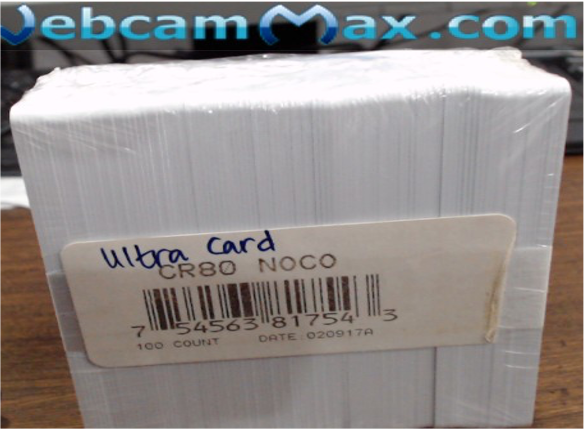 WebcamMax.com
Ultra Card
CR80 NOCO
7 54563 81754 3
100 COUNT DATE:020917A